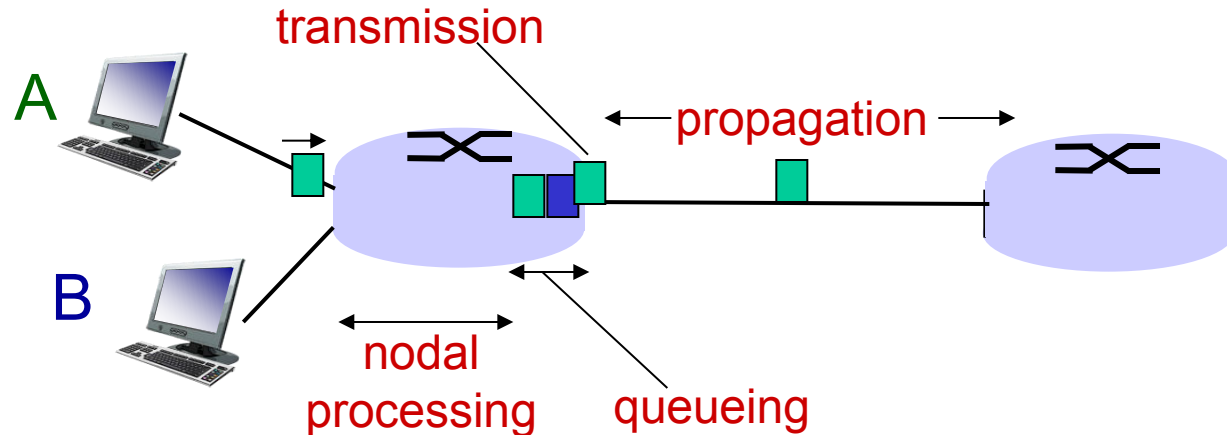 transmission
A
propagation
B
nodal
processing
queueing